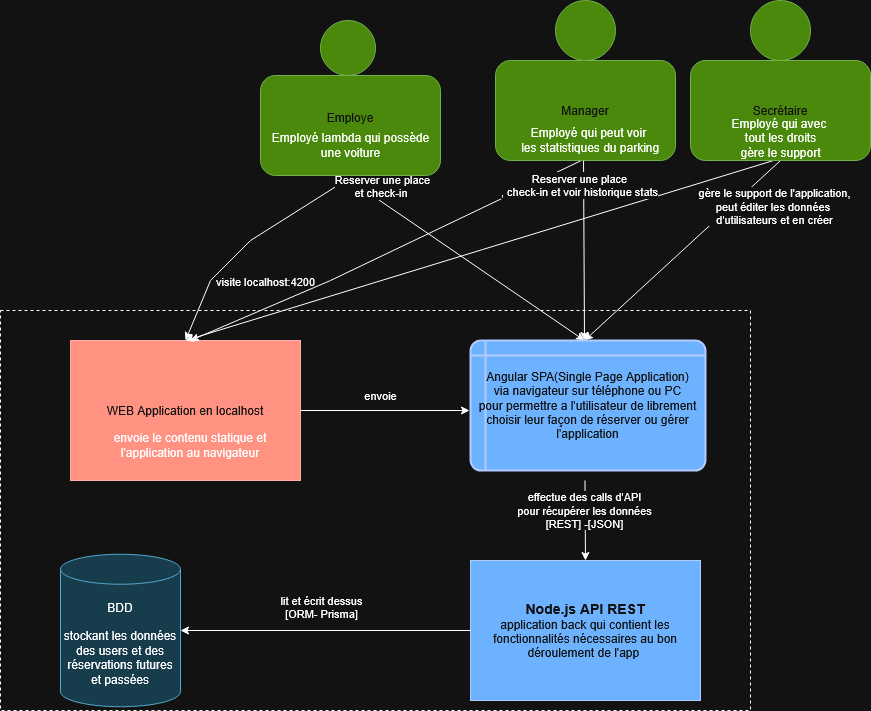 Employe
Employé lambda qui possède
une voiture
Manager
Employé qui peut voir
les statistiques du parking
Secrétaire
Employé qui avec
tout les droits
gère le support
Reserver une place
et check-in
Reserver une place
check-in et voir historique stats
gère le support de l'application,
peut éditer les données
d'utilisateurs et en créer
visite localhost:4200
WEB Application en localhost
envoie le contenu statique et
l'application au navigateur
envoie
Angular SPA(Single Page Application)
via navigateur sur téléphone ou PC
pour permettre a l'utilisateur de librement
choisir leur façon de réserver ou gérer
l'application
effectue des calls d'API
pour récupérer les données
[REST] -[JSON]
BDD
stockant les données
des users et des
réservations futures
et passées
lit et écrit dessus
[ORM- Prisma]
Node.js API REST
application back qui contient les
fonctionnalités nécessaires au bon
déroulement de l'app